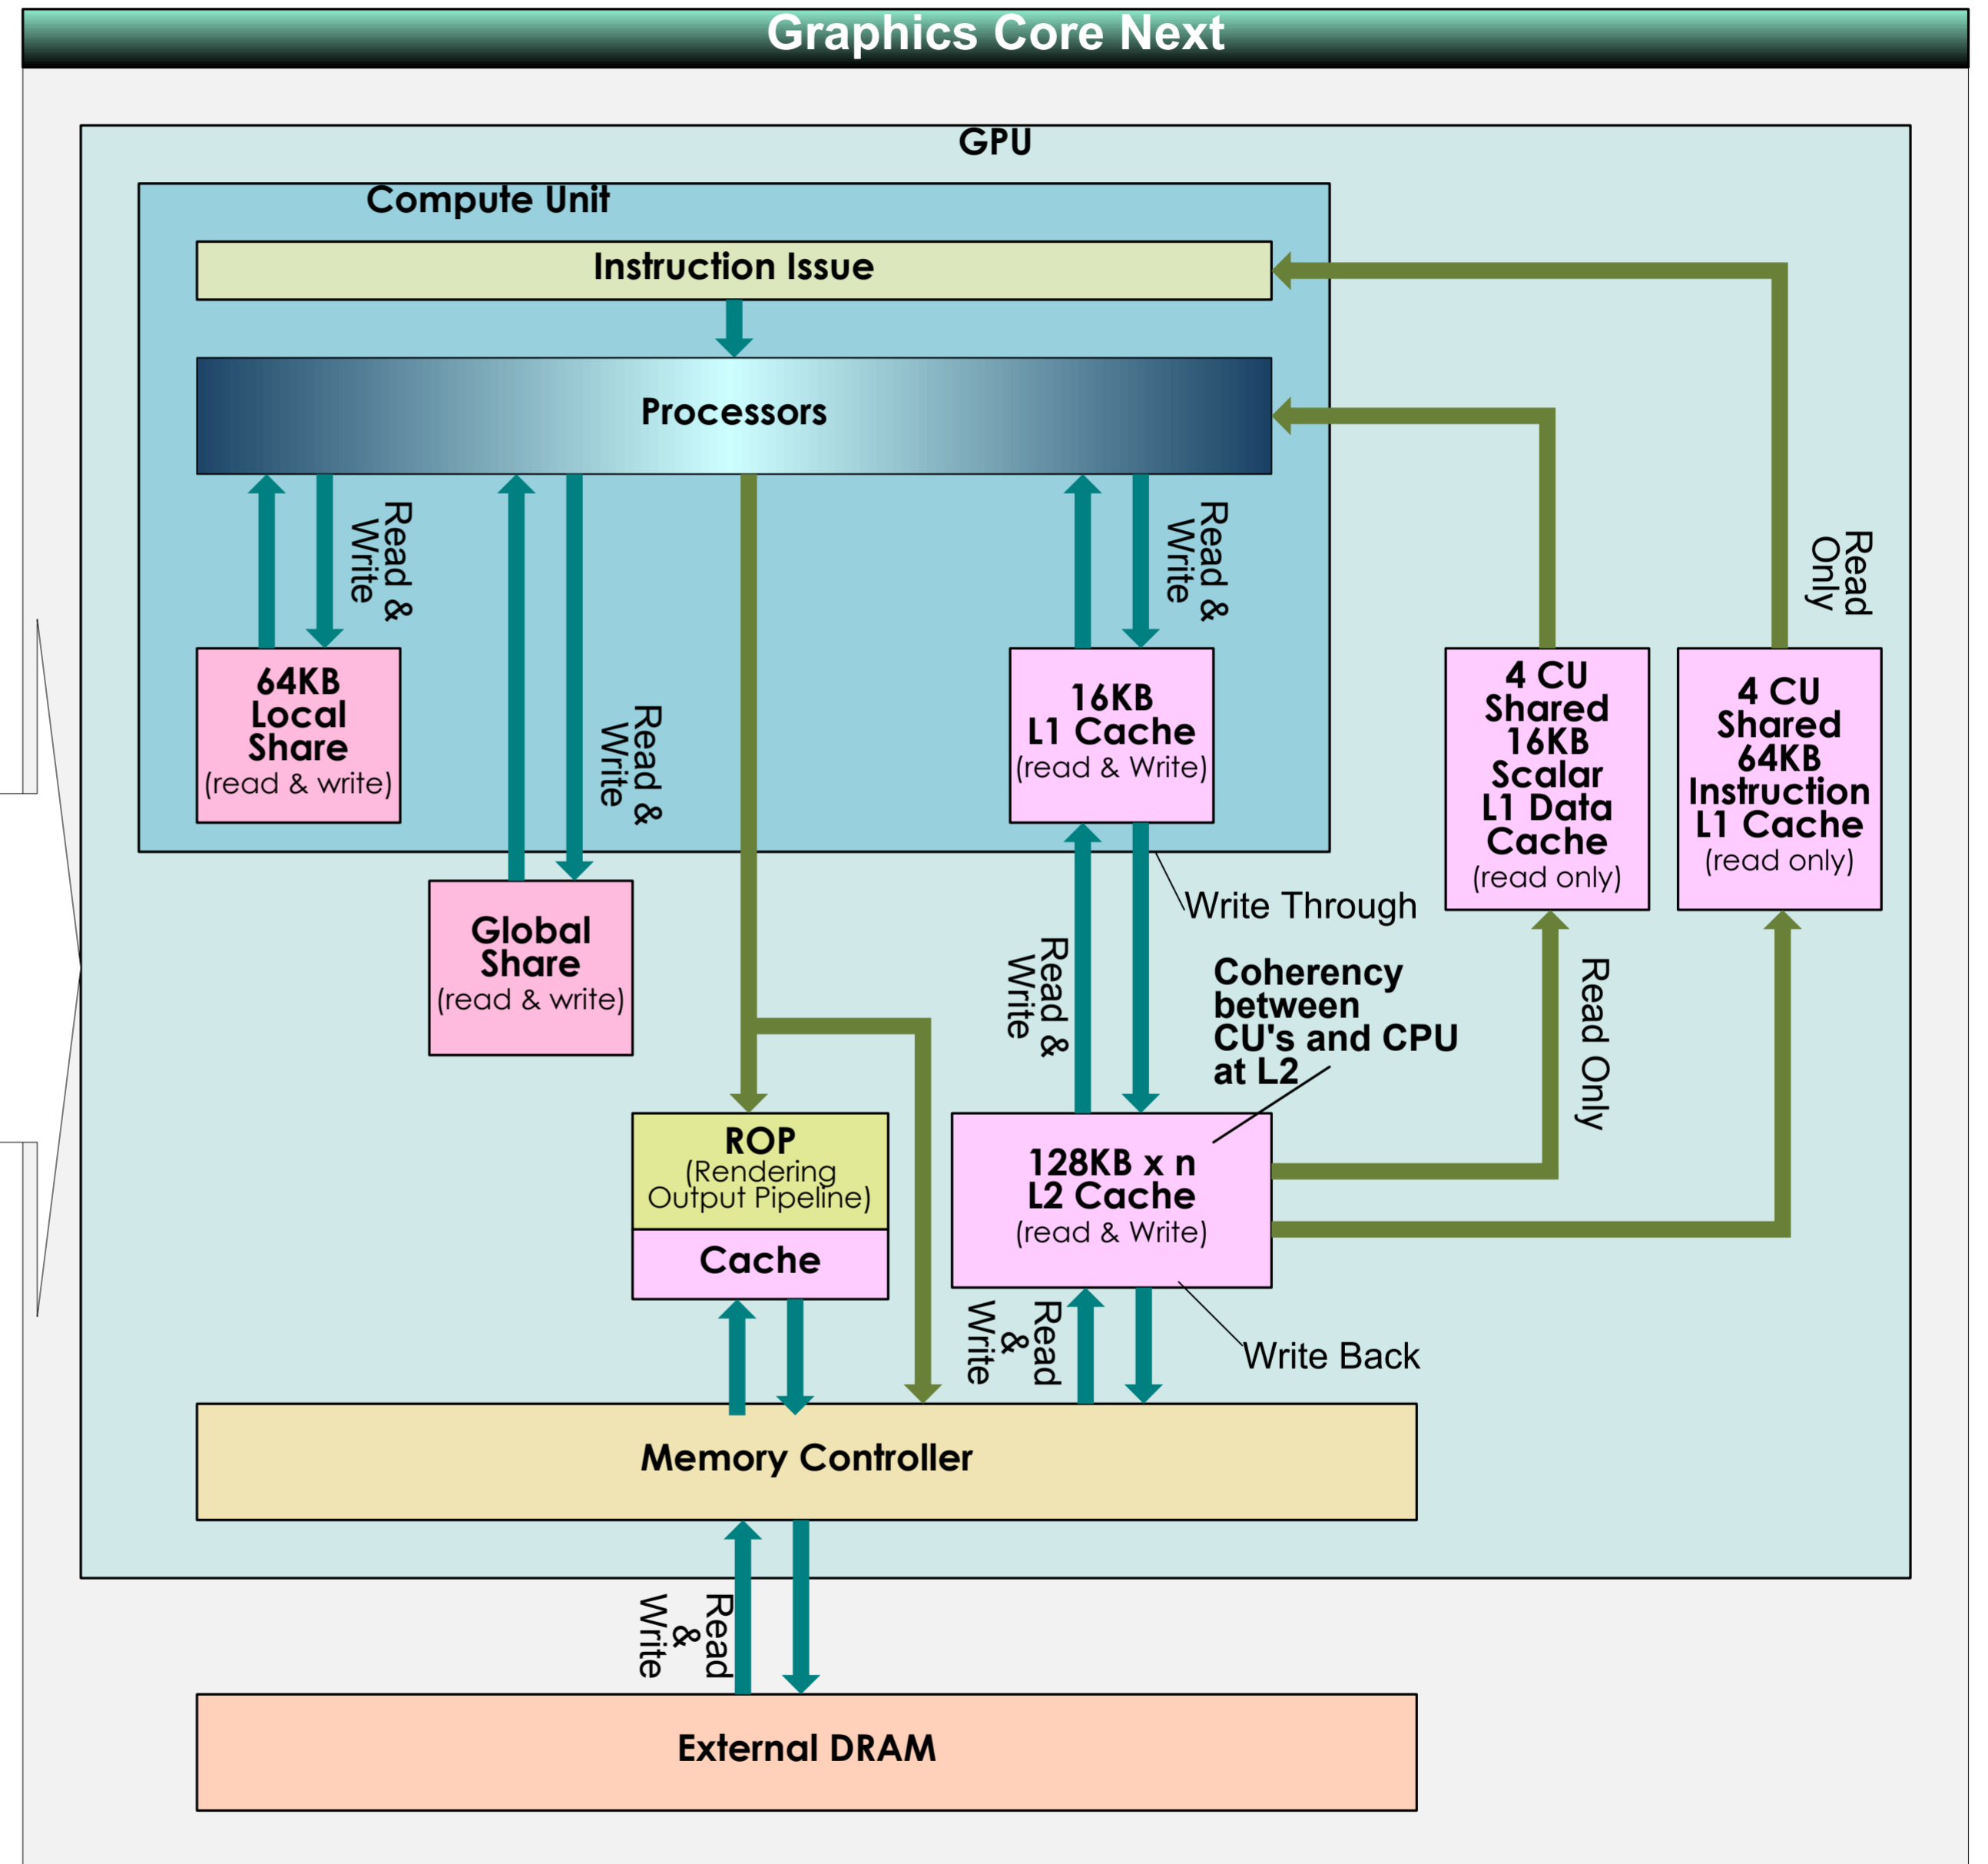 Graphics Core Next
GPU
Compute Unit
Instruction Issue
Processors
Read &
Write
Read &
Write
Read
Only
64KB
Local
Share
(read & write)
Read &
Write
16KB
L1 Cache
(read & Write)
4 CU
Shared
16KB
Scalar
L1 Data
Cache
(read only)
4 CU
Shared
64KB
Instruction
L1 Cache
(read only)
Global
Share
(read & write)
Write Through
Read &
Write
Coherency
between
CU's and CPU
at L2
Read Only
ROP
(Rendering
Output Pipeline)
Cache
128KB x n
L2 Cache
(read & Write)
Read
&
Write
Write Back
Memory Controller
Read
&
Write
External DRAM